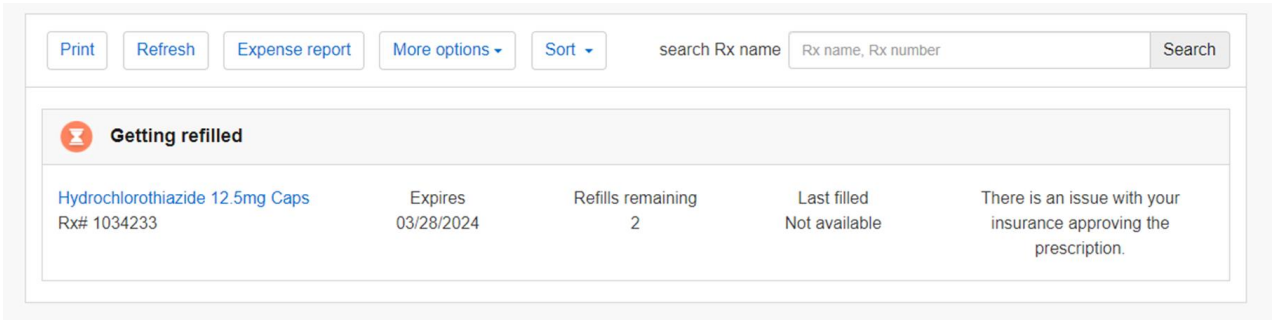 Print Refresh Expense report More options Sort search Rx name Rx name, Rx number Search
Getting refilled
Hydrochlorothiazide 12.5mg Caps Expires Refills remaining Last filled There is an issue with your
Rx# 1034233 03/28/2024 2 Not available insurance approving the
prescription.